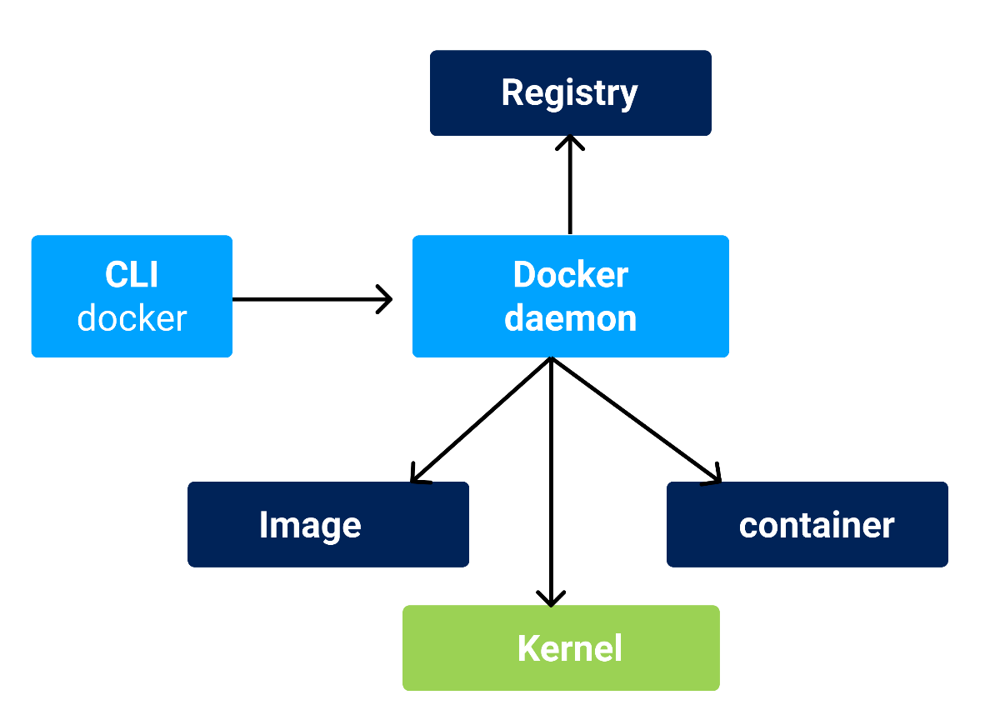 Registry
CLI
docker
Docker
daemon
Image
container
Kernel